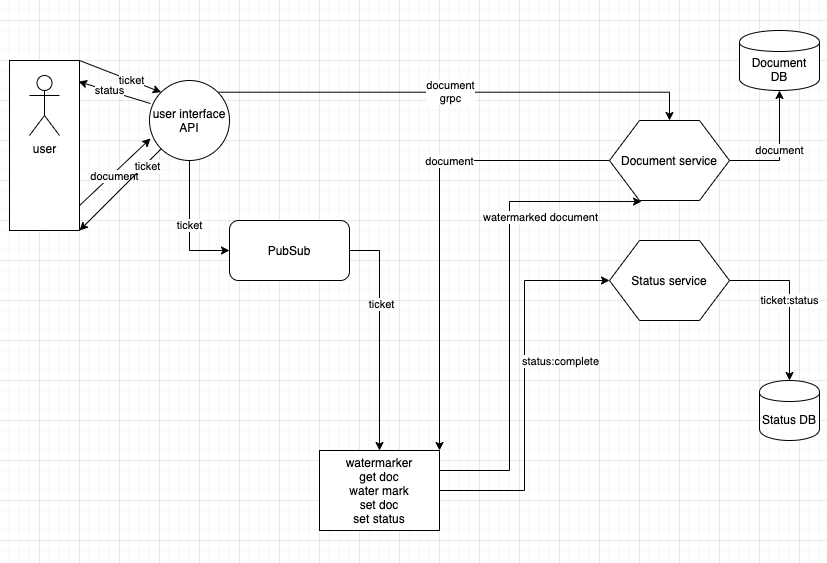 Document
DB
ticket
status
document
grpc
user interface
API
user
document
Document service
document
ticket
document
watermarked document
ticket
PubSub
Status service
ticket
ticket:status
status:complete
Status DB
watermarker
get doc
water mark
set doc
set status